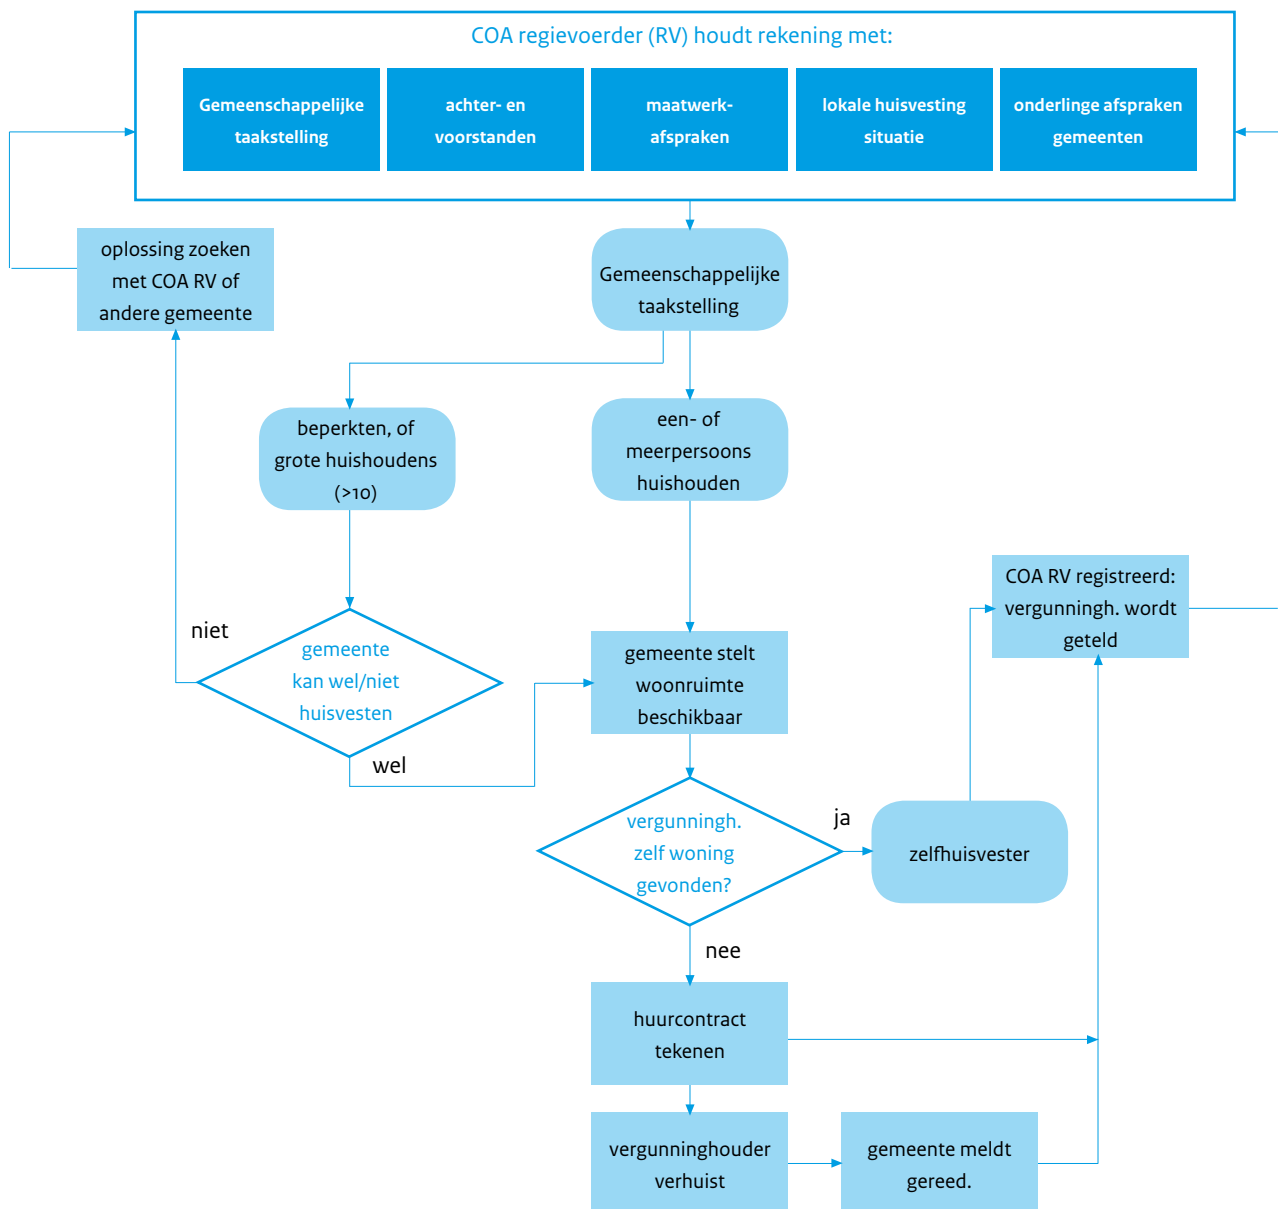 COA regievoerder (RV) houdt rekening met:
Gemeenschappelijke
taakstelling
achter- en
voorstanden
maatwerk-
afspraken
lokale huisvesting
situatie
onderlinge afspraken
gemeenten
oplossing zoeken
met COA RV of
andere gemeente
Gemeenschappelijke
taakstelling
beperkten, of
grote huishoudens
(>10)
een- of
meerpersoons
huishouden
niet
gemeente
kan wel/niet
huisvesten
wel
gemeente stelt
woonruimte
beschikbaar
COA RV registreerd:
vergunningh. wordt
geteld
vergunningh.
zelf woning
gevonden?
ja
zelfhuisvester
nee
huurcontract
tekenen
vergunninghouder
verhuist
gemeente meldt
gereed.